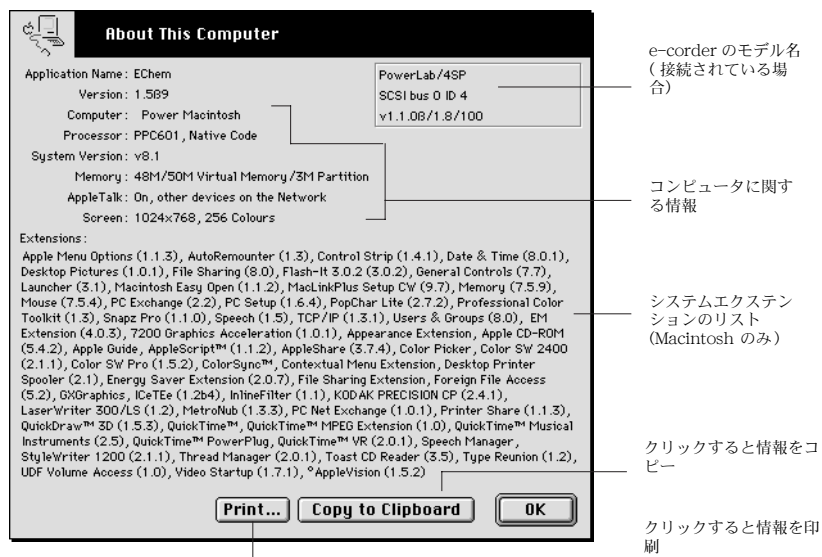 About This Computer
Application Name: EChem
Version: 1.5ß9
Computer: Power Macintosh
Processor: PPC601, Native Code
System Version: v8.1
Memory: 48M/50M Virtual Memory/3M Partition
AppleTalk: On, other devices on the Network
Screen: 1024x768, 256 Colours
PowerLab/4SP
SCSI bus 0 ID 4
v1.1.0ß/1.8/100
Extensions:
Apple Menu Options (1.1.3), AutoRemounter (1.3), Control Strip (1.4.1), Date & Time (8.0.1),
Desktop Pictures (1.0.1), File Sharing (8.0), Flash-It 3.0.2 (3.0.2), General Controls (7.7),
Launcher (3.1), Macintosh Easy Open (1.1.2), MacLinkPlus Setup CW (9.7), Memory (7.5.9),
Mouse (7.5.4), PC Exchange (2.2), PC Setup (1.6.4), PopChar Lite (2.7.2), Professional Color
Toolkit (1.3), Snapz Pro (1.1.0), Speech (1.5), TCP/IP (1.3.1), Users & Groups (8.0), EM
Extension (4.0.3), 7200 Graphics Acceleration (1.0.1), Appearance Extension, Apple CD-ROM
(5.4.2), Apple Guide, AppleScript™ (1.1.2), AppleShare (3.7.4), Color Picker, Color SW 2400
(2.1.1), Color SW Pro (1.5.2), ColorSync™, Contextual Menu Extension, Desktop Printer
Spooler (2.1), Energy Saver Extension (2.0.7), File Sharing Extension, Foreign File Access
(5.2), GXGraphics, ICeTEe (1.2b4), InlineFilter (1.1), KODAK PRECISION CP (2.4.1),
LaserWriter 300/LS (1.2), MetroNub (1.3.3), PC Net Exchange (1.0.1), Printer Share (1.1.3),
QuickDraw™ 3D (1.5.3), QuickTime™, QuickTime™ MPEG Extension (1.0), QuickTime™ Musical
Instruments (2.5), QuickTime™ PowerPlug, QuickTime™ VR (2.0.1), Speech Manager,
StyleWriter 1200 (2.1.1), Thread Manager (2.0.1), Toast CD Reader (3.5), Type Reunion (1.2),
UDF Volume Access (1.0), Video Startup (1.7.1), °AppleVision (1.5.2)
Print...
Copy to Clipboard
OK
e-corder のモデル名
( 接続されている場
合)
コンピュータに関す
る情報
システムエクステン
ションのリスト
(Macintosh のみ)
クリックすると情報をコ
ピー
クリックすると情報を印
刷